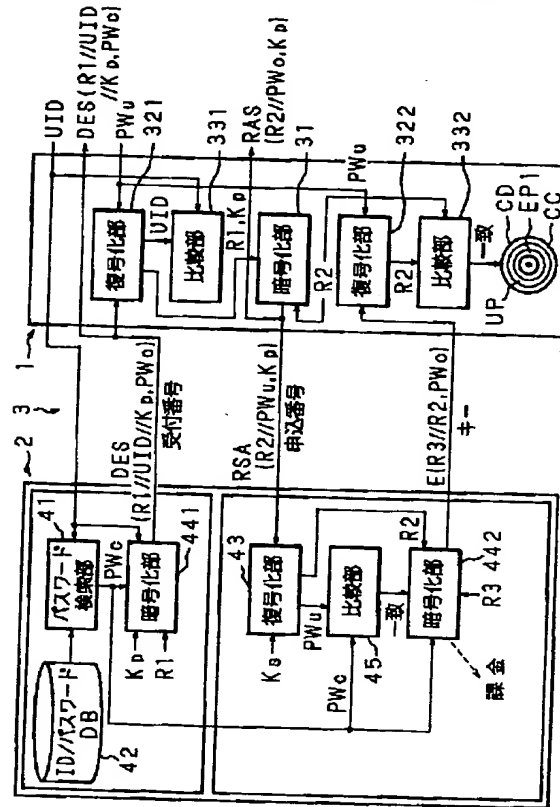 2
3
1
ID/パスワード
DB
42
パスワード
検索部
41
PWc
Kp
R1
暗号化部
441
DES
(R1//UID//Kp,PWo)
受付番号
UID
DES(R1//UID
//Kp,PWo)
PWu
復号化部
321
UID
比較部
331
R1,Kp
暗号化部
31
RAS
(R2//PWo,Kp)
RSA
(R2//PWu,Kp)
申込番号
43
復号化部
Ks
PWu
比較部
45
PWc
一致
R2
暗号化部
442
R3
課金
E(R3//R2,PWo)
キー
R2
PWu
復号化部
322
R2
比較部
332
一致
UP
CD
EP1
CC